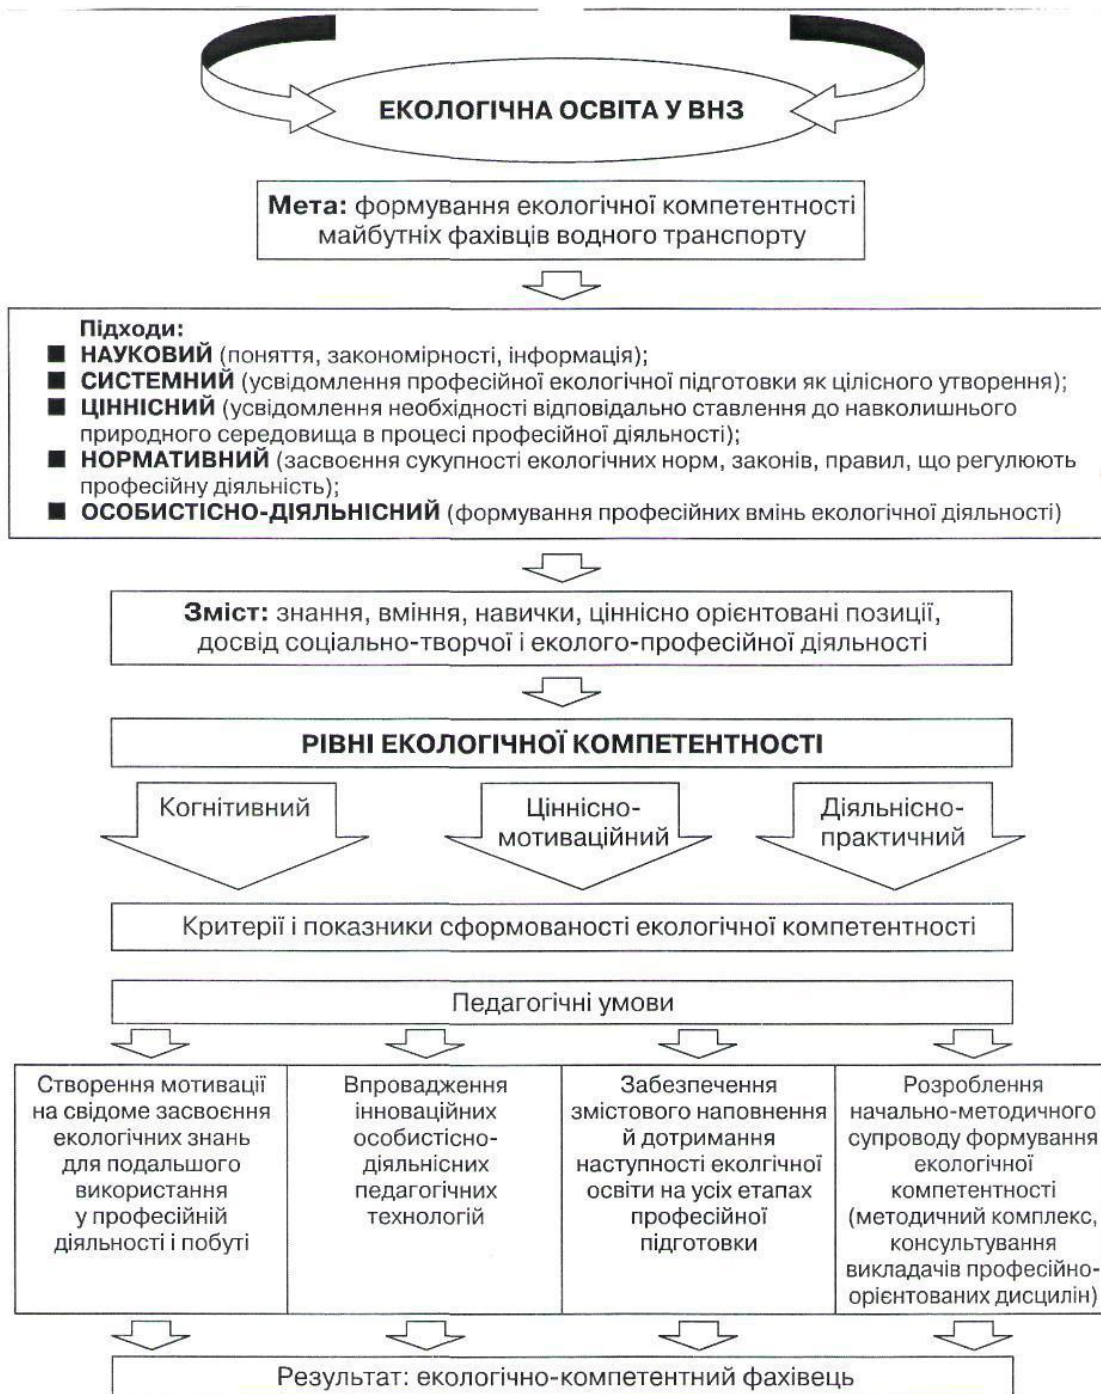 ЕКОЛОГІЧНА ОСВІТА У ВНЗ
Мета: формування екологічної компетентності
майбутніх фахівців водного транспорту
Підходи:
■ НАУКОВИЙ (поняття, закономірності, інформація);
■ СИСТЕМНИЙ (усвідомлення професійної екологічної підготовки як цілісного утворення);
■ ЦІННІСНИЙ (усвідомлення необхідності відповідально ставлення до навколишнього
природного середовища в процесі професійної діяльності);
■ НОРМАТИВНИЙ (засвоєння сукупності екологічних норм, законів, правил, що регулюють
професійну діяльність);
■ ОСОБИСТІСНО-ДІЯЛЬНІСНИЙ (формування професійних вмінь екологічної діяльності)
Зміст: знання, вміння, навички, ціннісно орієнтовані позиції,
досвід соціально-творчої і еколого-професійної діяльності
РІВНІ ЕКОЛОГІЧНОЇ КОМПЕТЕНТНОСТІ
Когнітивний
Ціннісно-
мотиваційний
Діяльнісно-
практичний
Критерії і показники сформованості екологічної компетентності
Педагогічні умови
Створення мотивації
на свідоме засвоєння
екологічних знань
для подальшого
використання
у професійній
діяльності і побуті
Впровадження
інноваційних
особистісно-
діяльнісних
педагогічних
технологій
Забезпечення
змістового наповнення
й дотримання
наступності еколгічної
освіти на усіх етапах
професійної
підготовки
Розроблення
начально-методичного
супроводу формування
екологічної
компетентності
(методичний комплекс,
консультування
викладачів професійно-
орієнтованих дисцилін)
Результат: екологічно-компетентний фахівець